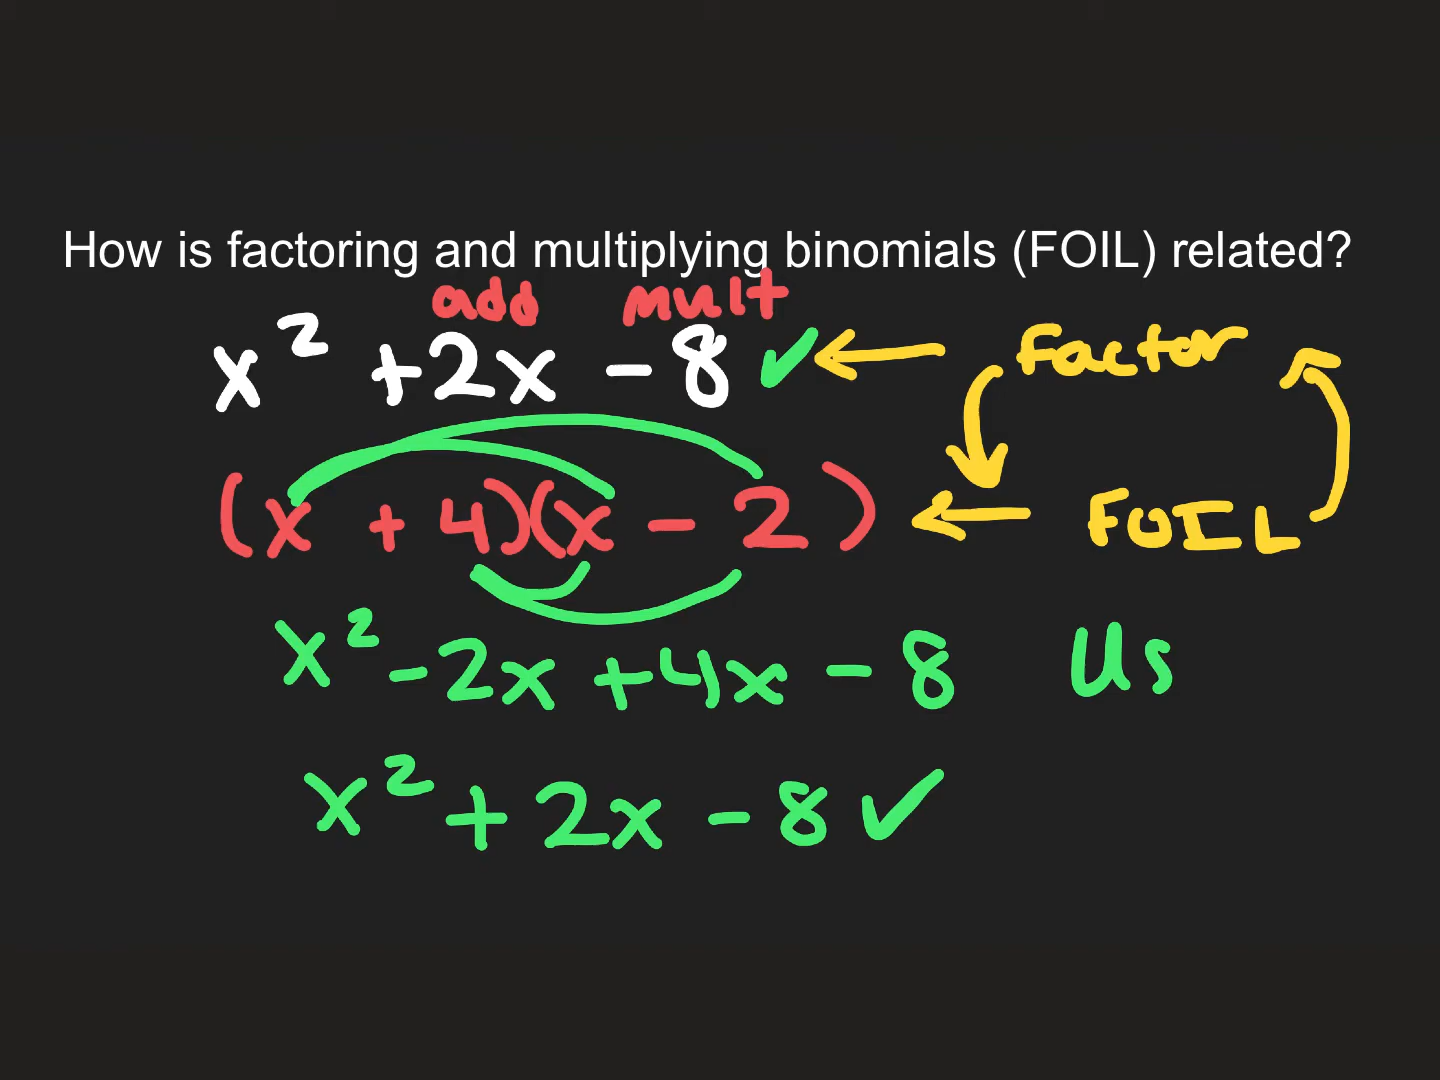 How is factoring and multiplying binomials (FOIL) related?
add mult
x² +2x -8 ✓ ← Factor
(x + 4)(x - 2) ← FOIL
x² -2x +4x -8 Us
x² + 2x - 8 ✓